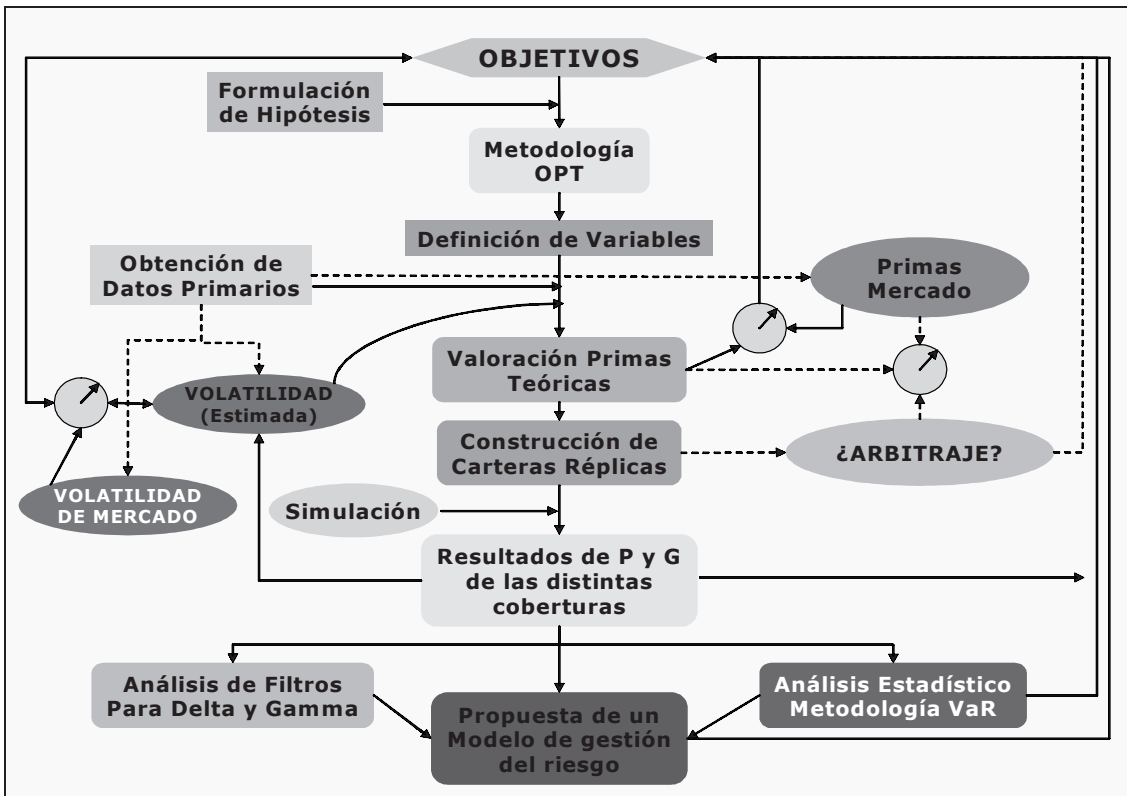 OBJETIVOS
Formulación
de Hipótesis
Metodología
OPT
Definición de Variables
Obtención de
Datos Primarios
Primas
Mercado
Valoración Primas
Teóricas
VOLATILIDAD
(Estimada)
Construcción de
Carteras Réplicas
¿ARBITRAJE?
VOLATILIDAD
DE MERCADO
Simulación
Resultados de P y G
de las distintas
coberturas
Análisis de Filtros
Para Delta y Gamma
Propuesta de un
Modelo de gestión
del riesgo
Análisis Estadístico
Metodología VaR